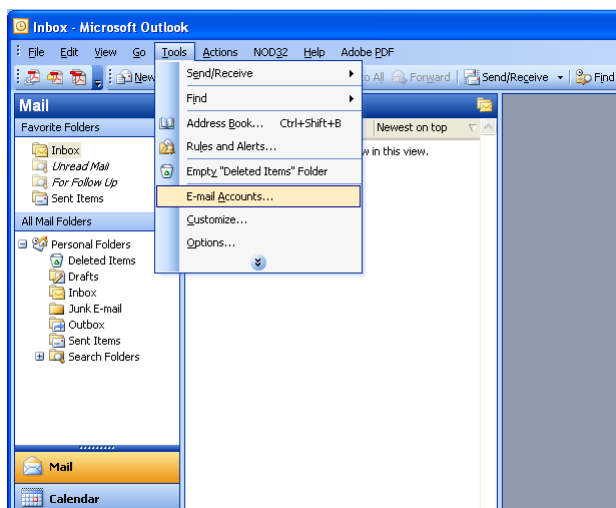 Inbox - Microsoft Outlook
File Edit View Go Tools Actions NOD32 Help Adobe PDF
New
o All Forward Send/Receive Find
Mail
Favorite Folders
Inbox
Unread Mail
For Follow Up
Sent Items
All Mail Folders
Personal Folders
Deleted Items
Drafts
Inbox
Junk E-mail
Outbox
Sent Items
Search Folders
Mail
Calendar
Send/Receive
Find
Address Book... Ctrl+Shift+B
Rules and Alerts...
Empty "Deleted Items" Folder
E-mail Accounts...
Customize...
Options...
Newest on top
w in this view.